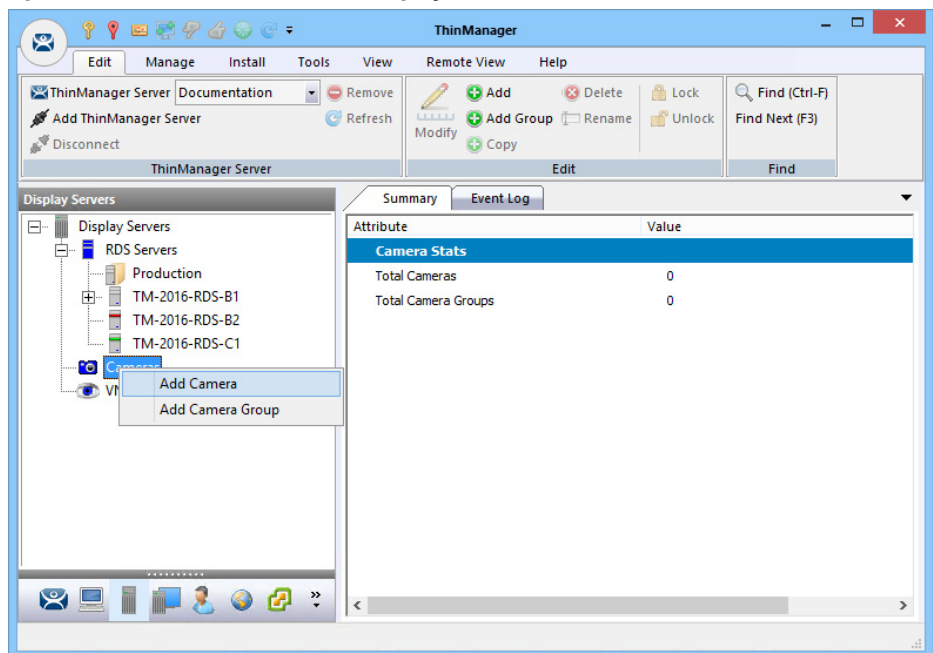 ThinManager
Edit Manage Install Tools View Remote View Help
ThinManager Server Documentation Remove Add Delete Lock Find (Ctrl-F)
Add ThinManager Server Refresh Modify Add Group Rename Unlock Find Next (F3)
Disconnect Copy
ThinManager Server Edit Find
Display Servers Summary Event Log
Display Servers Attribute Value
RDS Servers Camera Stats
Production Total Cameras 0
TM-2016-RDS-B1 Total Camera Groups 0
TM-2016-RDS-B2
TM-2016-RDS-C1
Cameras
Add Camera
Add Camera Group